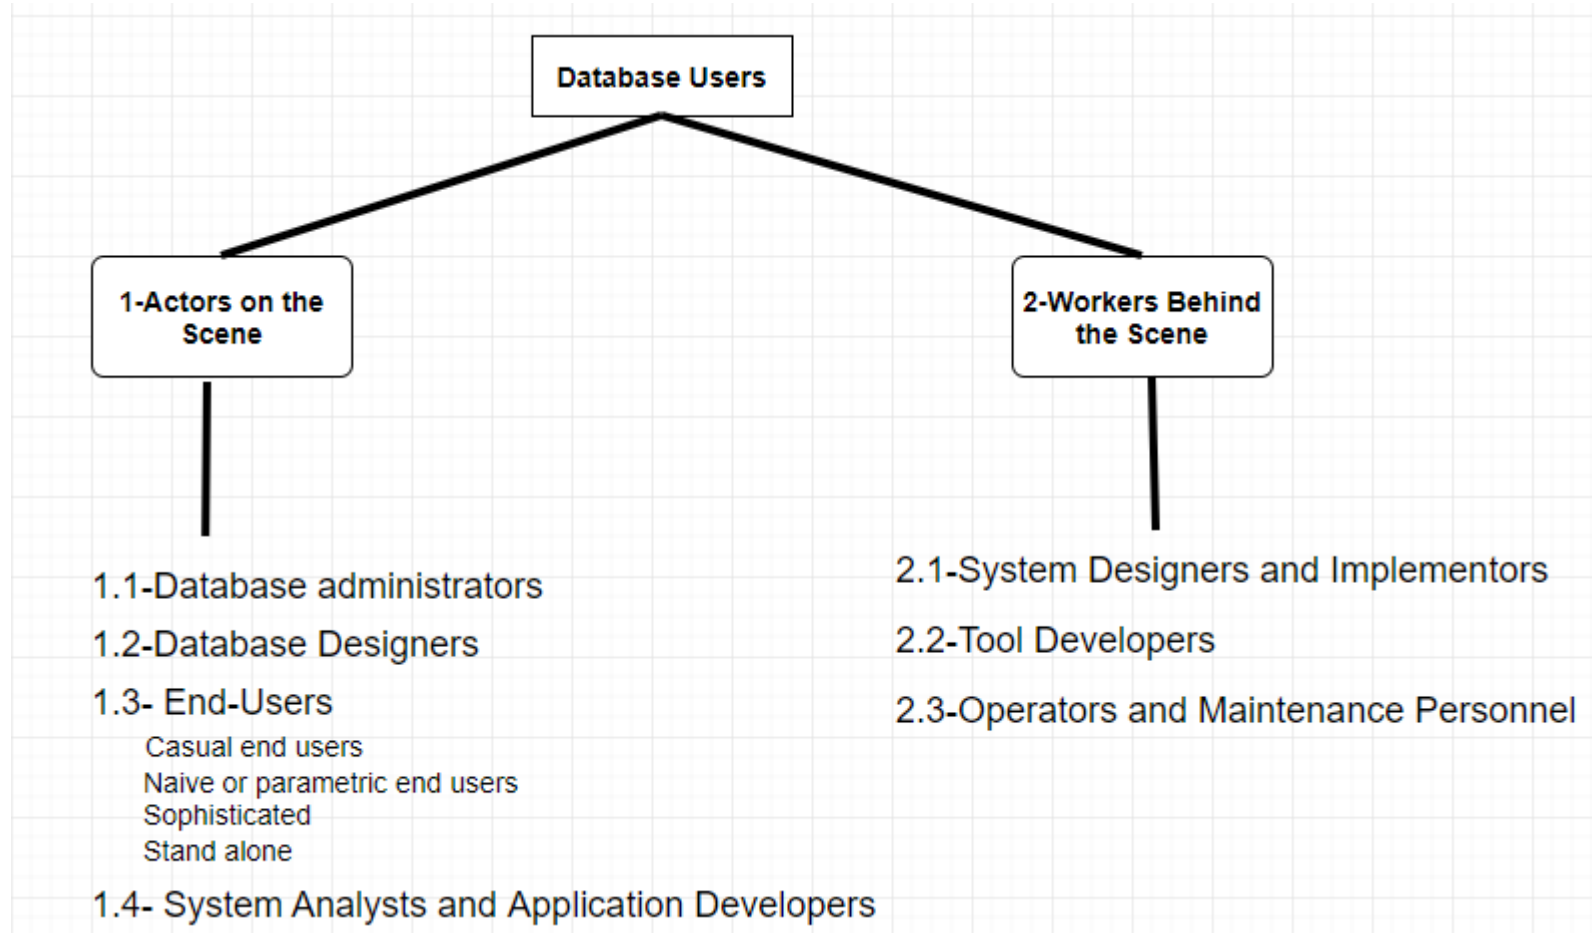 Database Users
1-Actors on the
Scene
2-Workers Behind
the Scene
1.1-Database administrators
1.2-Database Designers
1.3- End-Users
Casual end users
Naive or parametric end users
Sophisticated
Stand alone
1.4- System Analysts and Application Developers
2.1-System Designers and Implementors
2.2-Tool Developers
2.3-Operators and Maintenance Personnel